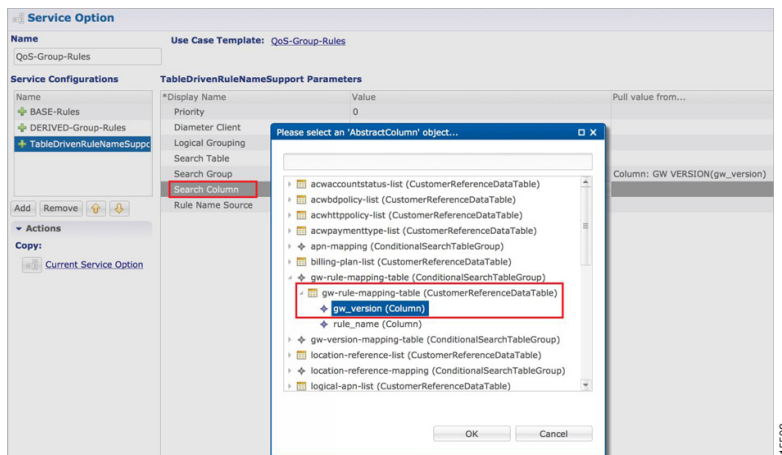 Service Option
Name
Use Case Template: QoS-Group-Rules
QoS-Group-Rules
Service Configurations
TableDrivenRuleNameSupport Parameters
Name
*Display Name
Value
Pull value from...
BASE-Rules
Priority
0
DERIVED-Group-Rules
Diameter Client
TableDrivenRuleNameSuppo
Logical Grouping
Search Table
Search Group
Column: GW VERSION(gw_version)
Search Column
Rule Name Source
Add
Remove
Actions
Copy:
Current Service Option
Please select an 'AbstractColumn' object...
acwaccountstatus-list (CustomerReferenceDataTable)
acwbdpolicy-list (CustomerReferenceDataTable)
acwhttppolicy-list (CustomerReferenceDataTable)
acwpaymenttype-list (CustomerReferenceDataTable)
apn-mapping (ConditionalSearchTableGroup)
billing-plan-list (CustomerReferenceDataTable)
gw-rule-mapping-table (ConditionalSearchTableGroup)
gw-rule-mapping-table (CustomerReferenceDataTable)
gw_version (Column)
rule_name (Column)
gw-version-mapping-table (ConditionalSearchTableGroup)
location-reference-list (CustomerReferenceDataTable)
location-reference-mapping (ConditionalSearchTableGroup)
logical-apn-list (CustomerReferenceDataTable)
OK
Cancel